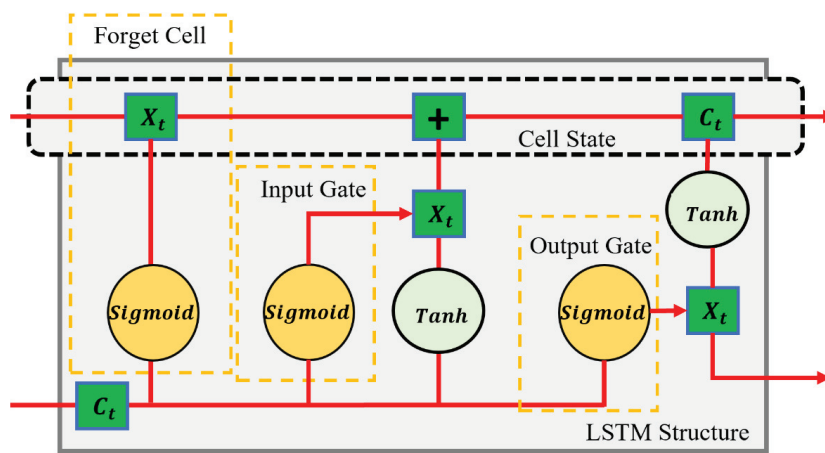 Forget Cell
X_t
+
C_t
Cell State
Input Gate
X_t
Tanh
Output Gate
Sigmoid
Sigmoid
Tanh
Sigmoid
X_t
C_t
LSTM Structure